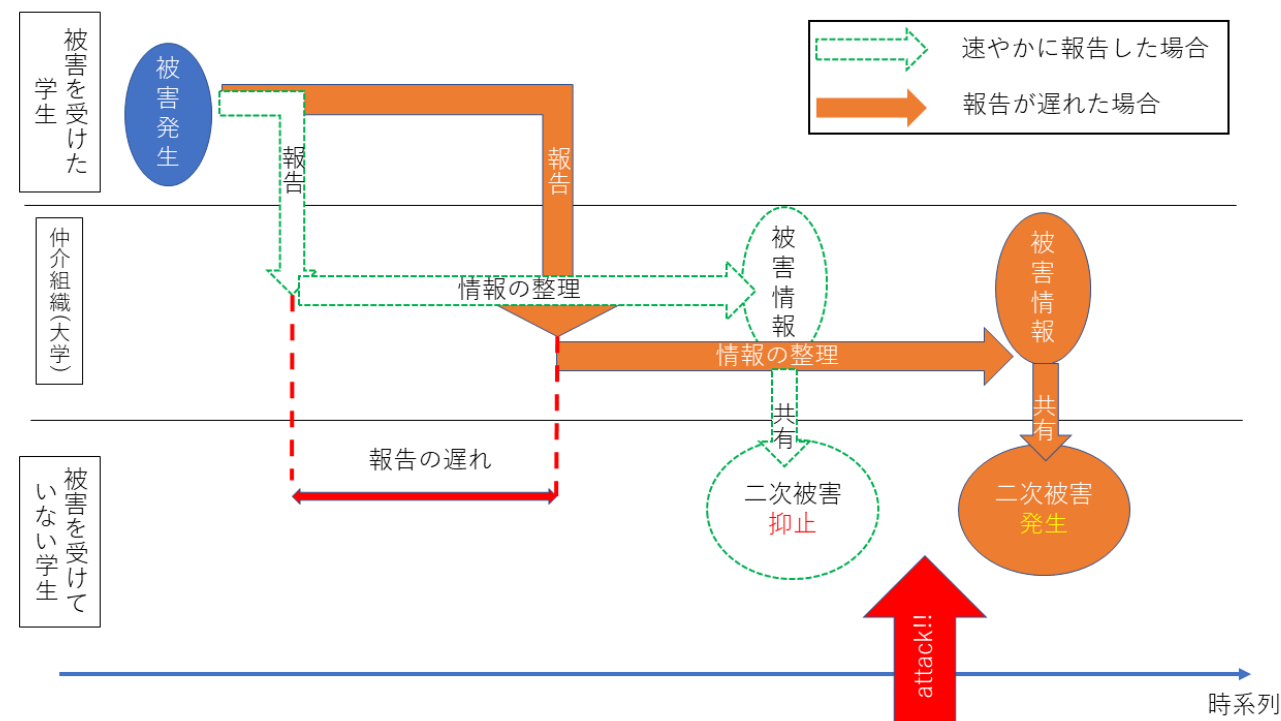 被害を受けた
学生
被害発生
速やかに報告した場合
報告が遅れた場合
報告
報告
仲介組織(大学)
情報の整理
被害情報
被害情報
情報の整理
共有
共有
被害を受けて
いない学生
報告の遅れ
二次被害
抑止
二次被害
発生
attack!!
時系列